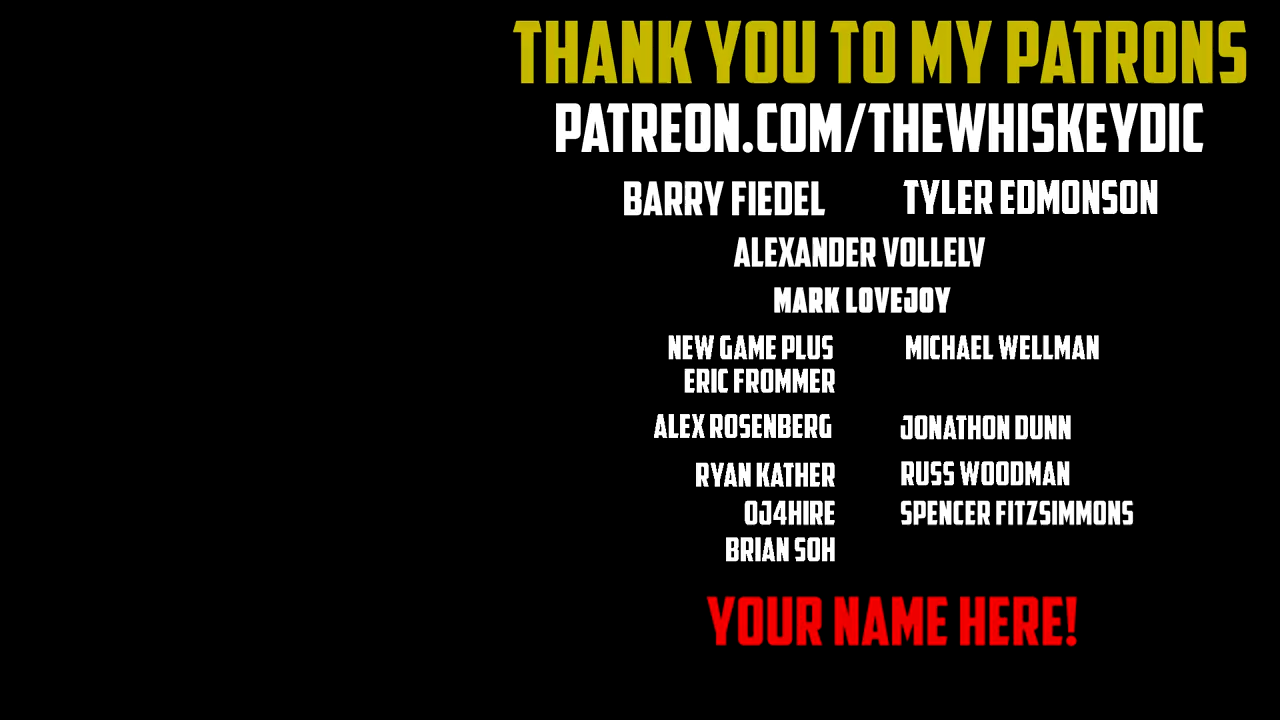 THANK YOU TO MY PATRONS
PATREON.COM/THEWHISKEYDIC
BARRY FIEDEL TYLER EDMONSON
ALEXANDER VOLLELV
MARK LOVEJOY
NEW GAME PLUS MICHAEL WELLMAN
ERIC FROMMER
ALEX ROSENBERG JONATHON DUNN
RYAN KATHER RUSS WOODMAN
OJ4HIRE SPENCER FITZSIMMONS
BRIAN SOH
YOUR NAME HERE!